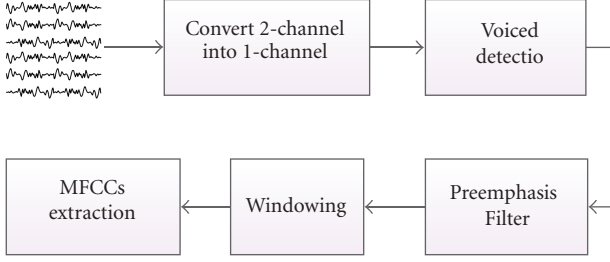 Convert 2-channel
into 1-channel
Voiced
detectio
Preemphasis
Filter
Windowing
MFCCs
extraction